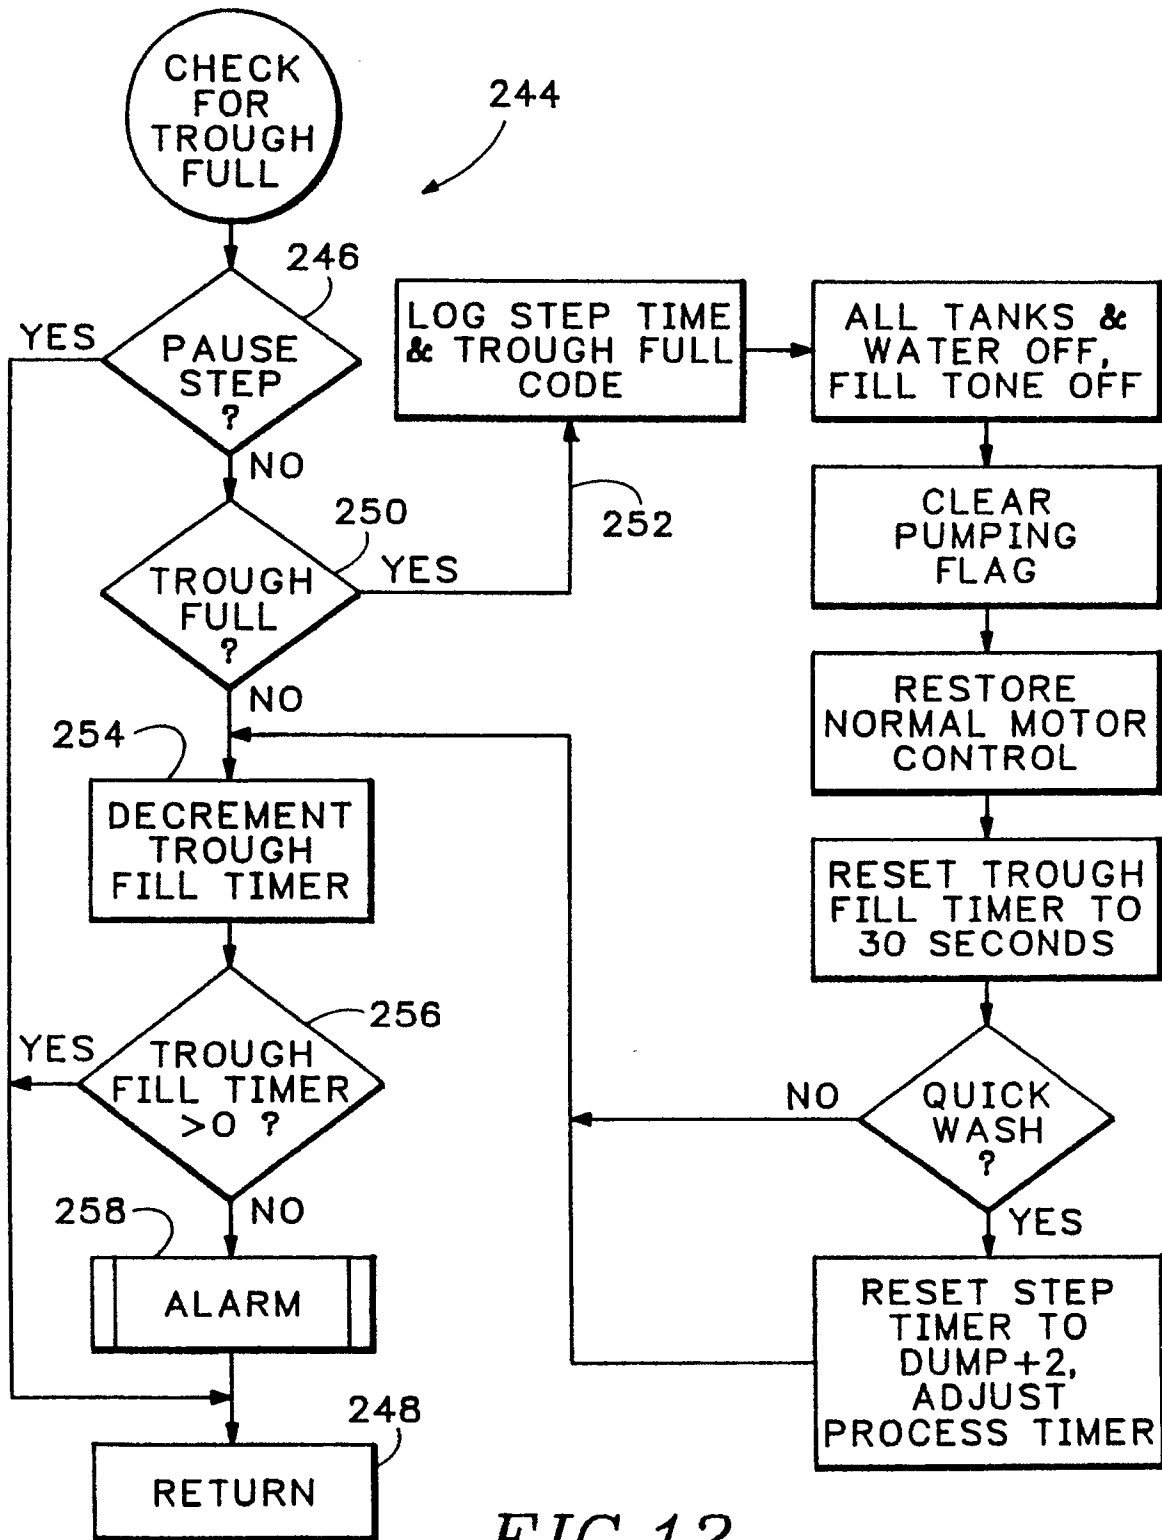 CHECK
FOR
TROUGH
FULL
244
246
YES
PAUSE
STEP
?
NO
LOG STEP TIME
& TROUGH FULL
CODE
ALL TANKS &
WATER OFF,
FILL TONE OFF
250
TROUGH
FULL
?
YES
252
NO
CLEAR
PUMPING
FLAG
RESTORE
NORMAL MOTOR
CONTROL
254
DECREMENT
TROUGH
FILL TIMER
RESET TROUGH
FILL TIMER TO
30 SECONDS
256
YES
TROUGH
FILL TIMER
>0 ?
NO
NO
QUICK
WASH
?
YES
258
ALARM
RESET STEP
TIMER TO
DUMP+2,
ADJUST
PROCESS TIMER
248
RETURN
FIG.12